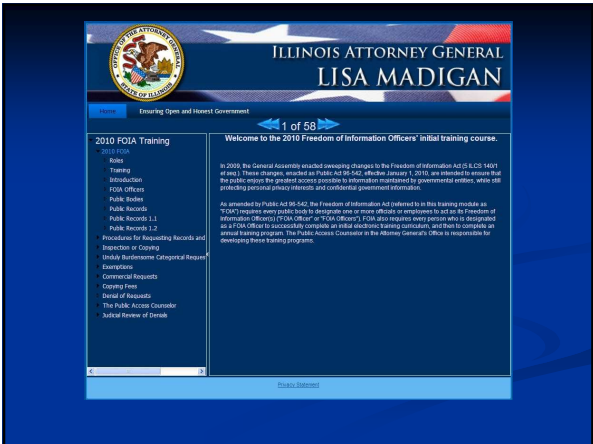 OFFICE OF THE ATTORNEY GENERAL
STATE OF ILLINOIS
ILLINOIS ATTORNEY GENERAL
LISA MADIGAN
Home Ensuring Open and Honest Government
1 of 58
2010 FOIA Training
2010 FOIA
Roles
Training
Introduction
FOIA Officers
Public Bodies
Public Records
Public Records 1.1
Public Records 1.2
Procedures for Requesting Records and
Inspection or Copying
Unduly Burdensome Categorical Reques
Exemptions
Commercial Requests
Copying Fees
Denial of Requests
The Public Access Counselor
Judicial Review of Denials
Welcome to the 2010 Freedom of Information Officers' initial training course.
In 2009, the General Assembly enacted sweeping changes to the Freedom of Information Act (5 ILCS 140/1
et seq.). These changes, enacted as Public Act 96-542, effective January 1, 2010, are intended to ensure that
the public enjoys the greatest access possible to information maintained by governmental entities, while still
protecting personal privacy interests and confidential government information.
As amended by Public Act 96-542, the Freedom of Information Act (referred to in this training module as
"FOIA") requires every public body to designate one or more officials or employees to act as its Freedom of
Information Officer(s) ("FOIA Officer" or "FOIA Officers"). FOIA also requires every person who is designated
as a FOIA Officer to successfully complete an initial electronic training curriculum, and then to complete an
annual training program. The Public Access Counselor in the Attorney General's Office is responsible for
developing these training programs.
Privacy Statement